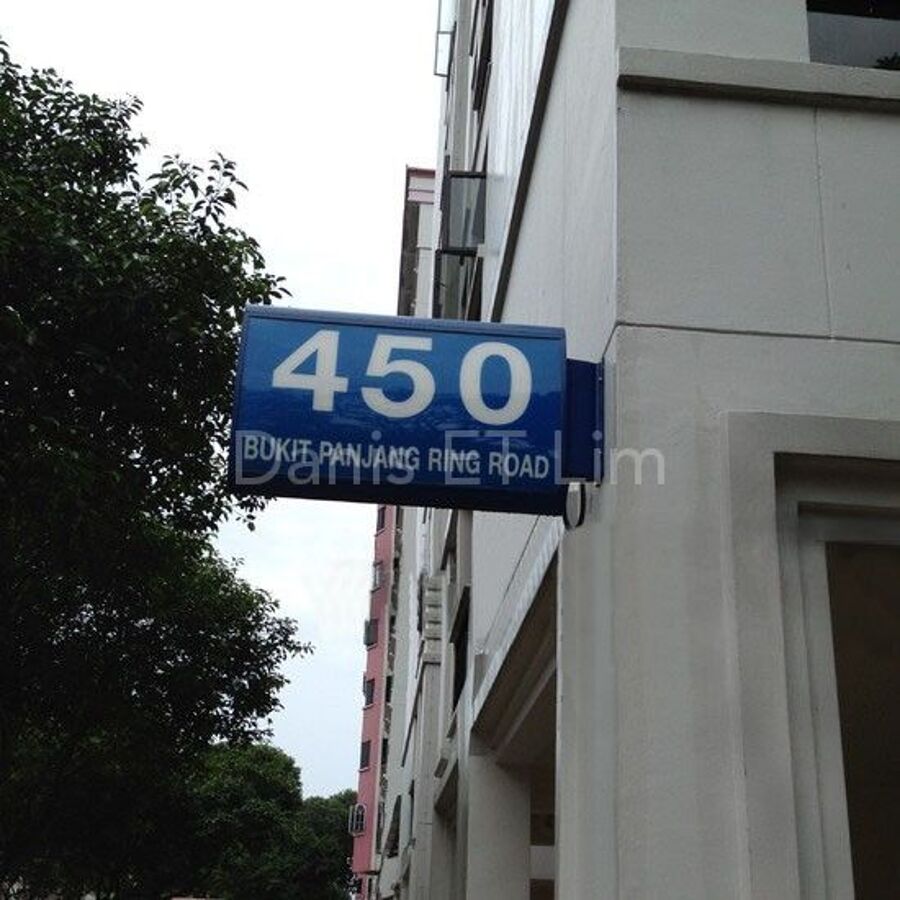 450
BUKIT PANJANG RING ROAD
Danis ET Lim